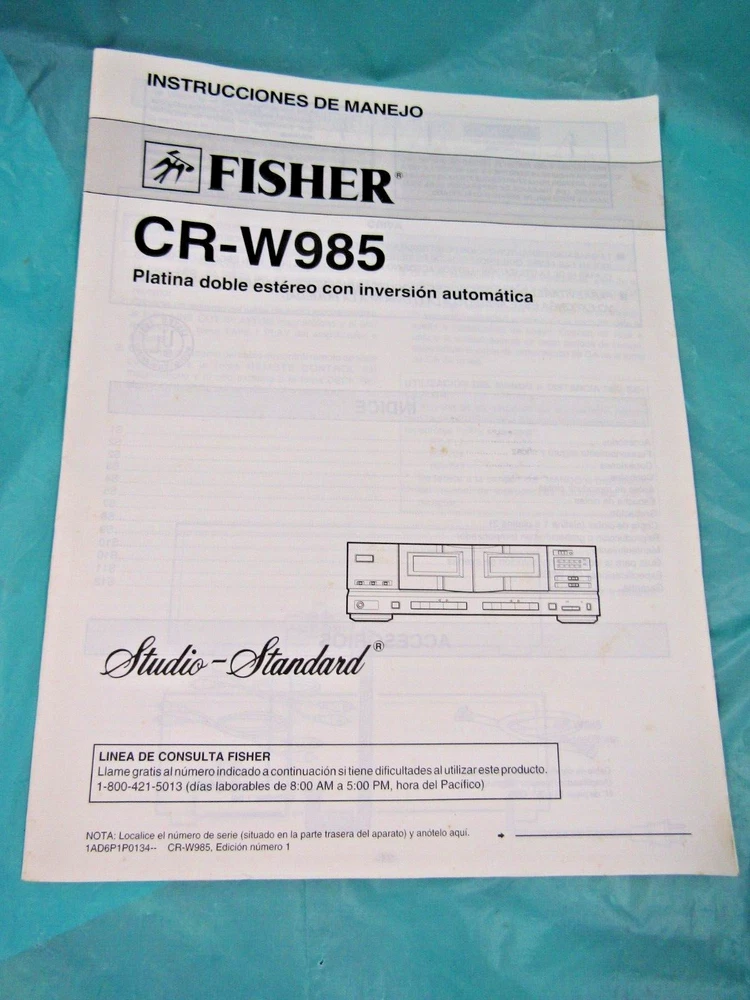 INSTRUCCIONES DE MANEJO
FISHER®
CR-W985
Platina doble estéreo con inversión automática
INDICE
ACCESORIOS
Studio-Standard®
LINEA DE CONSULTA FISHER
Llame gratis al número indicado a continuación si tiene dificultades al utilizar este producto.
1-800-421-5013 (días laborables de 8:00 AM a 5:00 PM, hora del Pacífico)
NOTA: Localice el número de serie (situado en la parte trasera del aparato) y anótelo aquí.
1AD6P1P0134-- CR-W985, Edición número 1